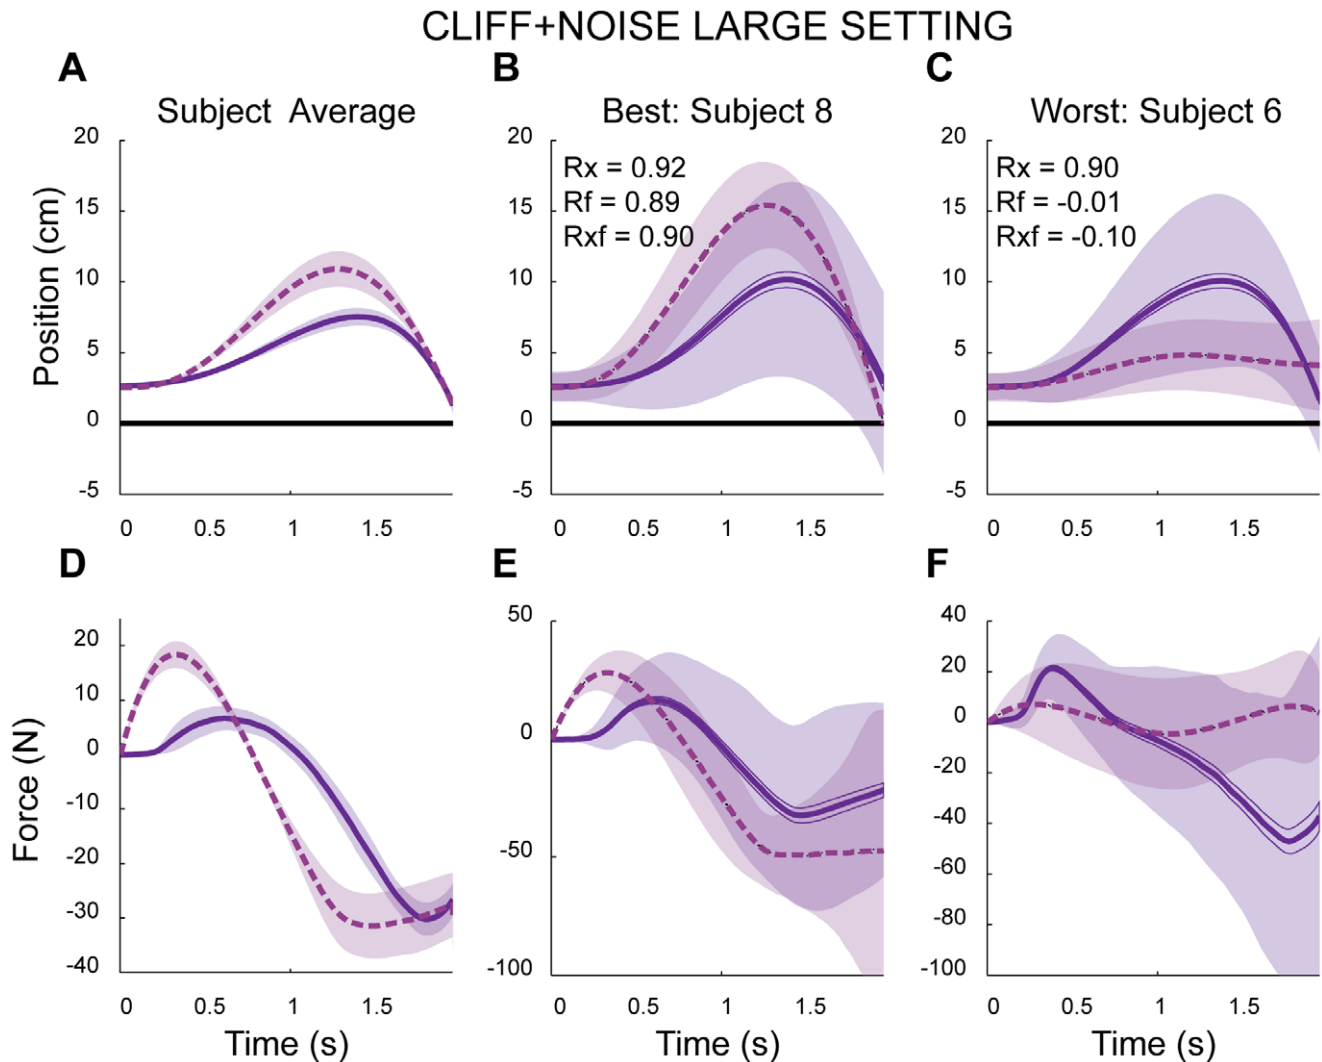 CLIFF+NOISE LARGE SETTING
A
B
C
Subject Average
Best: Subject 8
Worst: Subject 6
Position (cm)
20
15
10
5
0
-5
0 0.5 1 1.5
20
15
10
5
0
-5
Rx = 0.92
Rf = 0.89
Rxf = 0.90
0 0.5 1 1.5
20
15
10
5
0
-5
Rx = 0.90
Rf = -0.01
Rxf = -0.10
0 0.5 1 1.5
D
E
F
Force (N)
20
10
0
-10
-20
-30
-40
0 0.5 1 1.5
Time (s)
50
0
-50
-100
0 0.5 1 1.5
Time (s)
40
20
0
-20
-40
-60
-80
-100
0 0.5 1 1.5
Time (s)